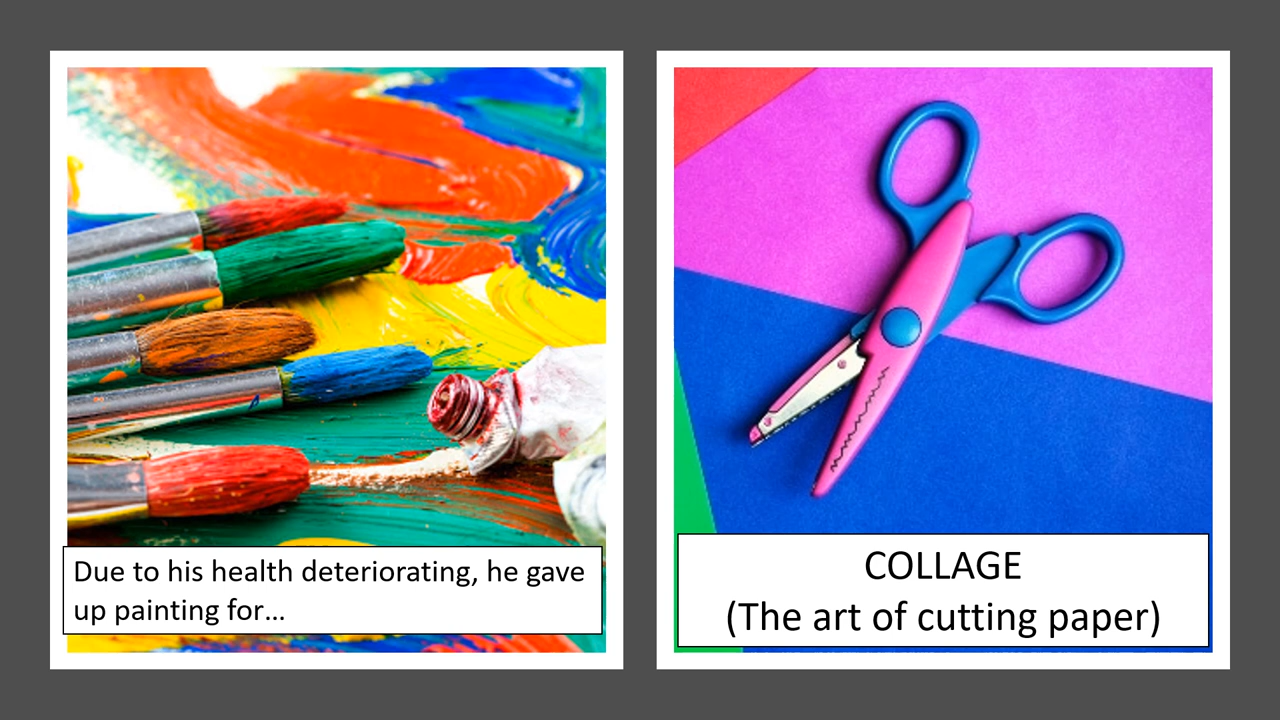 Due to his health deteriorating, he gave
up painting for...
COLLAGE
(The art of cutting paper)